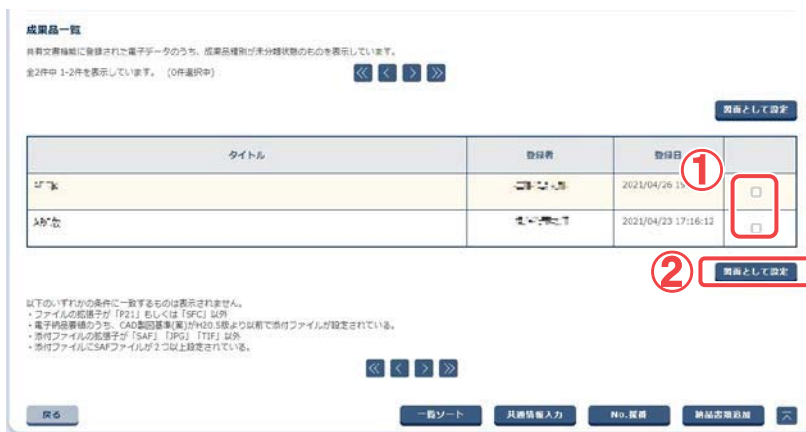 成果品一覧
共有文書機能に登録された電子データのうち、成果品種別が未分類状態のものを表示しています。
全2件中 1-2件を表示しています。 (0件選択中)
図面として設定
タイトル 登録者 登録日
2021/04/26
①
2021/04/23 17:16:12
② 図面として設定
以下のいずれかの条件に一致するものは表示されません。
・ファイルの拡張子が「P21」もしくは「SFC」以外
・電子納品要領のうち、CAD製図基準(案)がH20.5版より以前で添付ファイルが設定されている。
・添付ファイルの拡張子が「SAF」「JPG」「TIF」以外
・添付ファイルにSAFファイルが2つ以上設定されている。
戻る 一覧ソート 共通情報入力 No.採番 納品書類追加